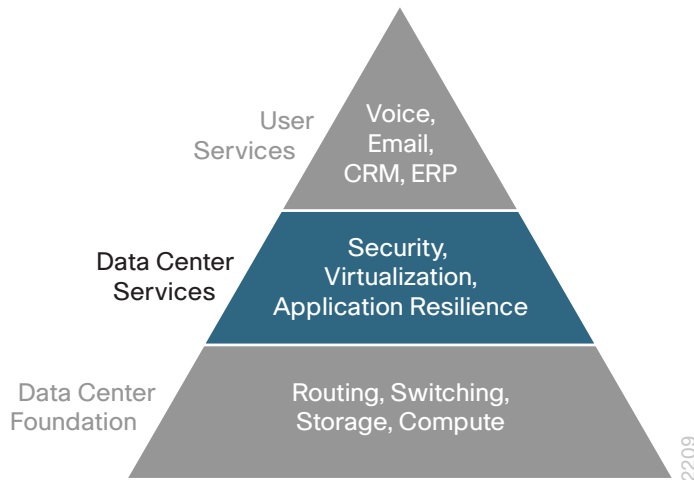 User
Services
Voice,
Email,
CRM, ERP
Data Center
Services
Security,
Virtualization,
Application Resilience
Data Center
Foundation
Routing, Switching,
Storage, Compute
2209